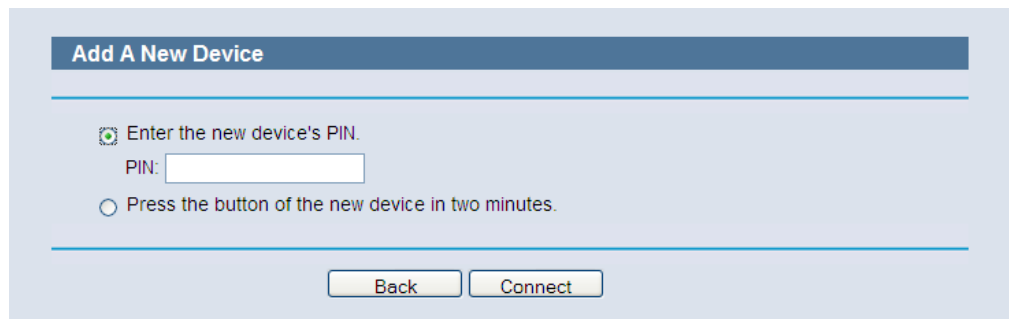 Add A New Device
Enter the new device's PIN.
PIN:
Press the button of the new device in two minutes.
Back Connect